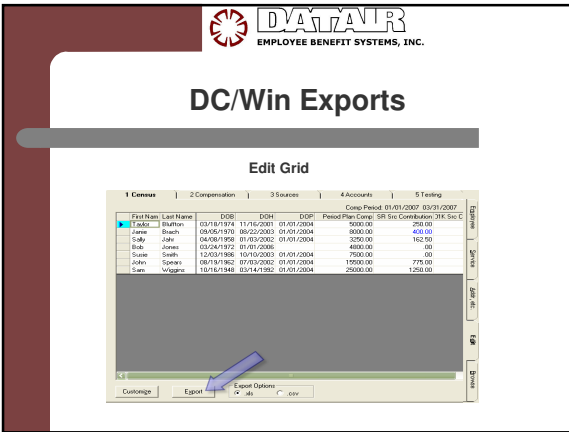 DATAIR
EMPLOYEE BENEFIT SYSTEMS, INC.
DC/Win Exports
Edit Grid
1 Census 2 Compensation 3 Sources 4 Accounts 5 Testing
Comp Period: 01/01/2007 03/31/2007
First Nam Last Name DOB DOH DOP Period Plan Comp SR Src Contribution 01K Src C
Taylor Bluffton 03/18/1974 11/16/2001 01/01/2004 5000.00 250.00
Janie Brach 09/05/1970 08/22/2003 01/01/2004 8000.00 400.00
Sally Jahr 04/08/1958 01/03/2002 01/01/2004 3250.00 162.50
Bob Jones 03/24/1972 01/01/2006 4800.00 .00
Susie Smith 12/03/1986 10/10/2003 01/01/2004 7500.00 .00
John Spears 08/19/1962 07/03/2002 01/01/2004 15500.00 775.00
Sam Wiggins 10/16/1948 03/14/1992 01/01/2004 25000.00 1250.00
Employee
Service
Addr, etc.
Edit
Browse
Customize Export Export Options
.xls .csv